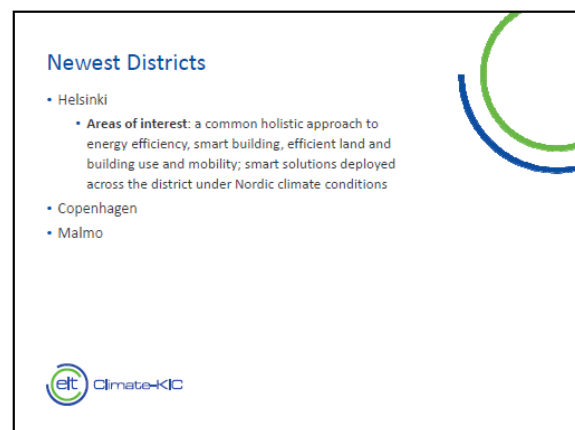 Newest Districts
• Helsinki
• Areas of interest: a common holistic approach to
energy efficiency, smart building, efficient land and
building use and mobility; smart solutions deployed
across the district under Nordic climate conditions
• Copenhagen
• Malmo
eit Climate-KIC